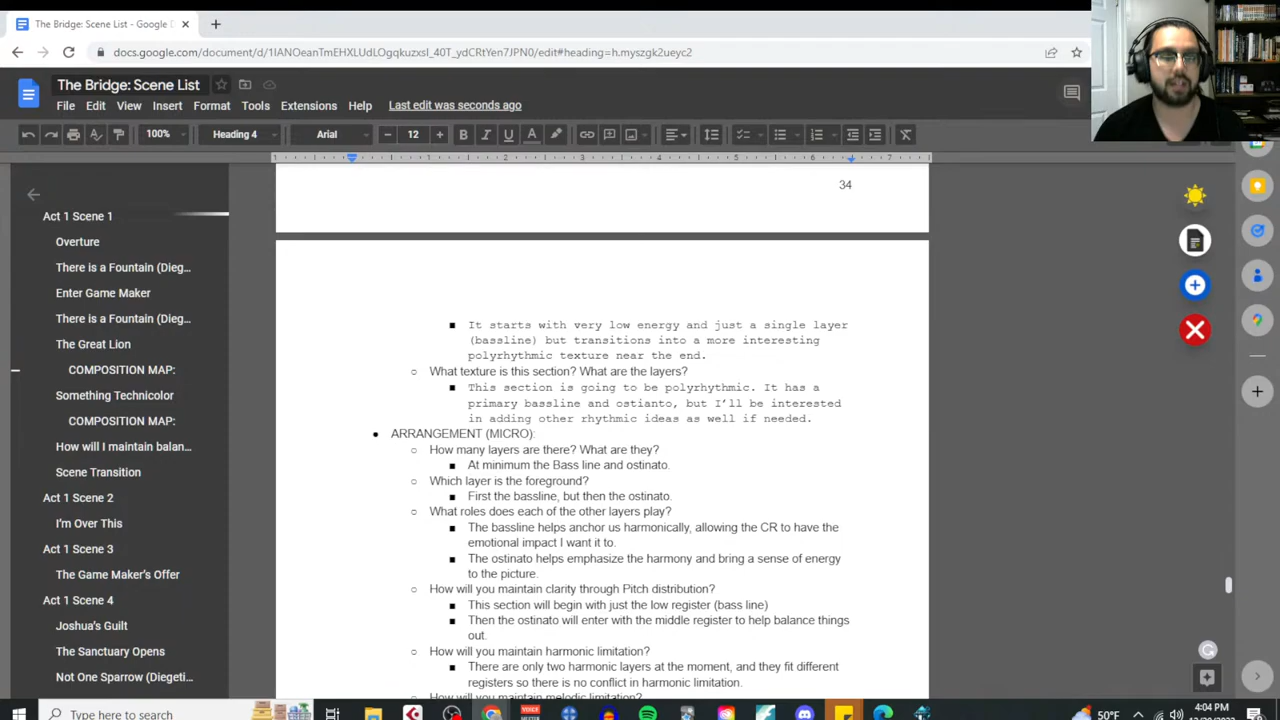 The Bridge: Scene List - Google D
docs.google.com/document/d/1IANOeanTmEHXLUdLOgqkuzxsI_40T_ydCRtYen7JPN0/edit#heading=h.myszgk2ueyc2
The Bridge: Scene List
File Edit View Insert Format Tools Extensions Help Last edit was seconds ago
100% Heading 4 Arial 12
1 1 2 3 4 5 6 7
34
Act 1 Scene 1
Overture
There is a Fountain (Dieg...
Enter Game Maker
There is a Fountain (Dieg...
The Great Lion
COMPOSITION MAP:
Something Technicolor
COMPOSITION MAP:
How will I maintain balan...
Scene Transition
Act 1 Scene 2
I'm Over This
Act 1 Scene 3
The Game Maker's Offer
Act 1 Scene 4
Joshua's Guilt
The Sanctuary Opens
Not One Sparrow (Diegeti...
It starts with very low energy and just a single layer
(bassline) but transitions into a more interesting
polyrhythmic texture near the end.
What texture is this section? What are the layers?
This section is going to be polyrhythmic. It has a
primary bassline and ostianto, but I'll be interested
in adding other rhythmic ideas as well if needed.
ARRANGEMENT (MICRO):
How many layers are there? What are they?
At minimum the Bass line and ostinato.
Which layer is the foreground?
First the bassline, but then the ostinato.
What roles does each of the other layers play?
The bassline helps anchor us harmonically, allowing the CR to have the
emotional impact I want it to.
The ostinato helps emphasize the harmony and bring a sense of energy
to the picture.
How will you maintain clarity through Pitch distribution?
This section will begin with just the low register (bass line)
Then the ostinato will enter with the middle register to help balance things
out.
How will you maintain harmonic limitation?
There are only two harmonic layers at the moment, and they fit different
registers so there is no conflict in harmonic limitation.
How will you maintain melodic limitation?
Type here to search
50°F
4:04 PM